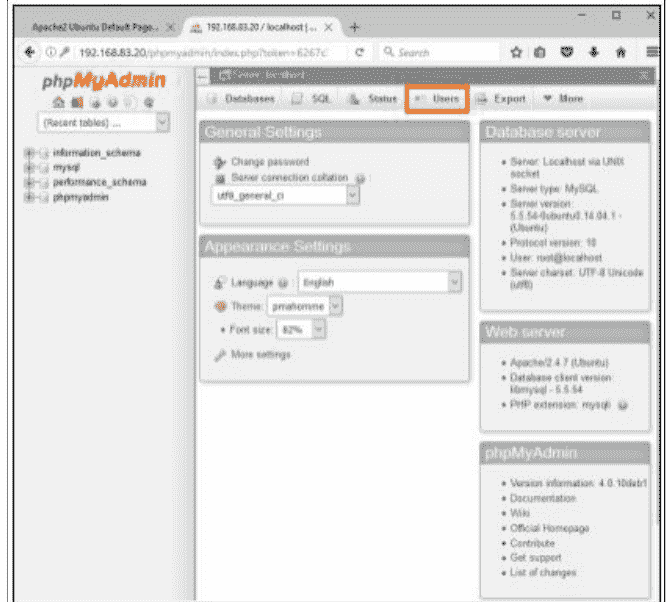 Apache2 Ubuntu Default Page...
192.168.83.20 / localhost | ...
192.168.83.20/phpmyadmin/index.php?token=6267c
Search
phpMyAdmin
(Recent tables) ...
information_schema
mysql
performance_schema
phpmyadmin
Server: localhost
Databases
SQL
Status
Users
Export
More
General Settings
Change password
Server connection collation :
utf8_general_ci
Appearance Settings
Language : English
Theme: pmahomme
Font size: 82%
More settings
Database server
Server: Localhost via UNIX
socket
Server type: MySQL
Server version:
5.5.54-0ubuntu0.14.04.1 -
(Ubuntu)
Protocol version: 10
User: root@localhost
Server charset: UTF-8 Unicode
(utf8)
Web server
Apache/2.4.7 (Ubuntu)
Database client version:
libmysql - 5.5.54
PHP extension: mysqli
phpMyAdmin
Version information: 4.0.10deb1
Documentation
Wiki
Official Homepage
Contribute
Get support
List of changes